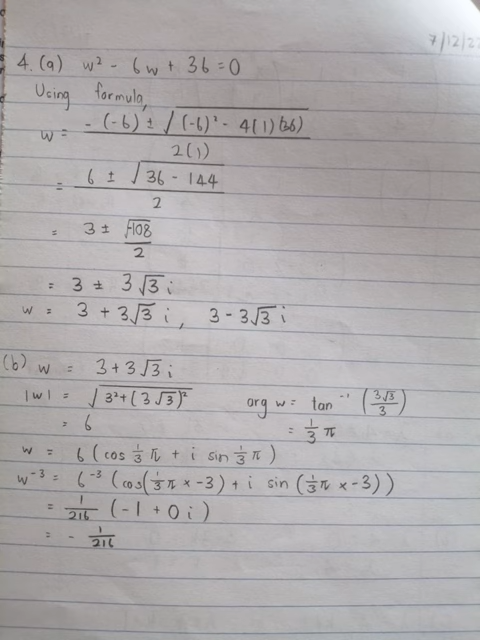 7/12/22
4. (a) w² - 6w + 36 = 0
Using formula,
w = (-(-6) ± √((-6)² - 4(1)(36))) / 2(1)
= (6 ± √(36 - 144)) / 2
= 3 ± √-108 / 2
= 3 ± 3√3 i
w = 3 + 3√3 i, 3 - 3√3 i
(b) w = 3 + 3√3 i
|w| = √(3² + (3√3)²) arg w = tan⁻¹ (3√3/3)
= 6 = 1/3 π
w = 6 (cos 1/3 π + i sin 1/3 π)
w⁻³ = 6⁻³ (cos(1/3 π × -3) + i sin (1/3 π × -3))
= 1/216 (-1 + 0i)
= - 1/216